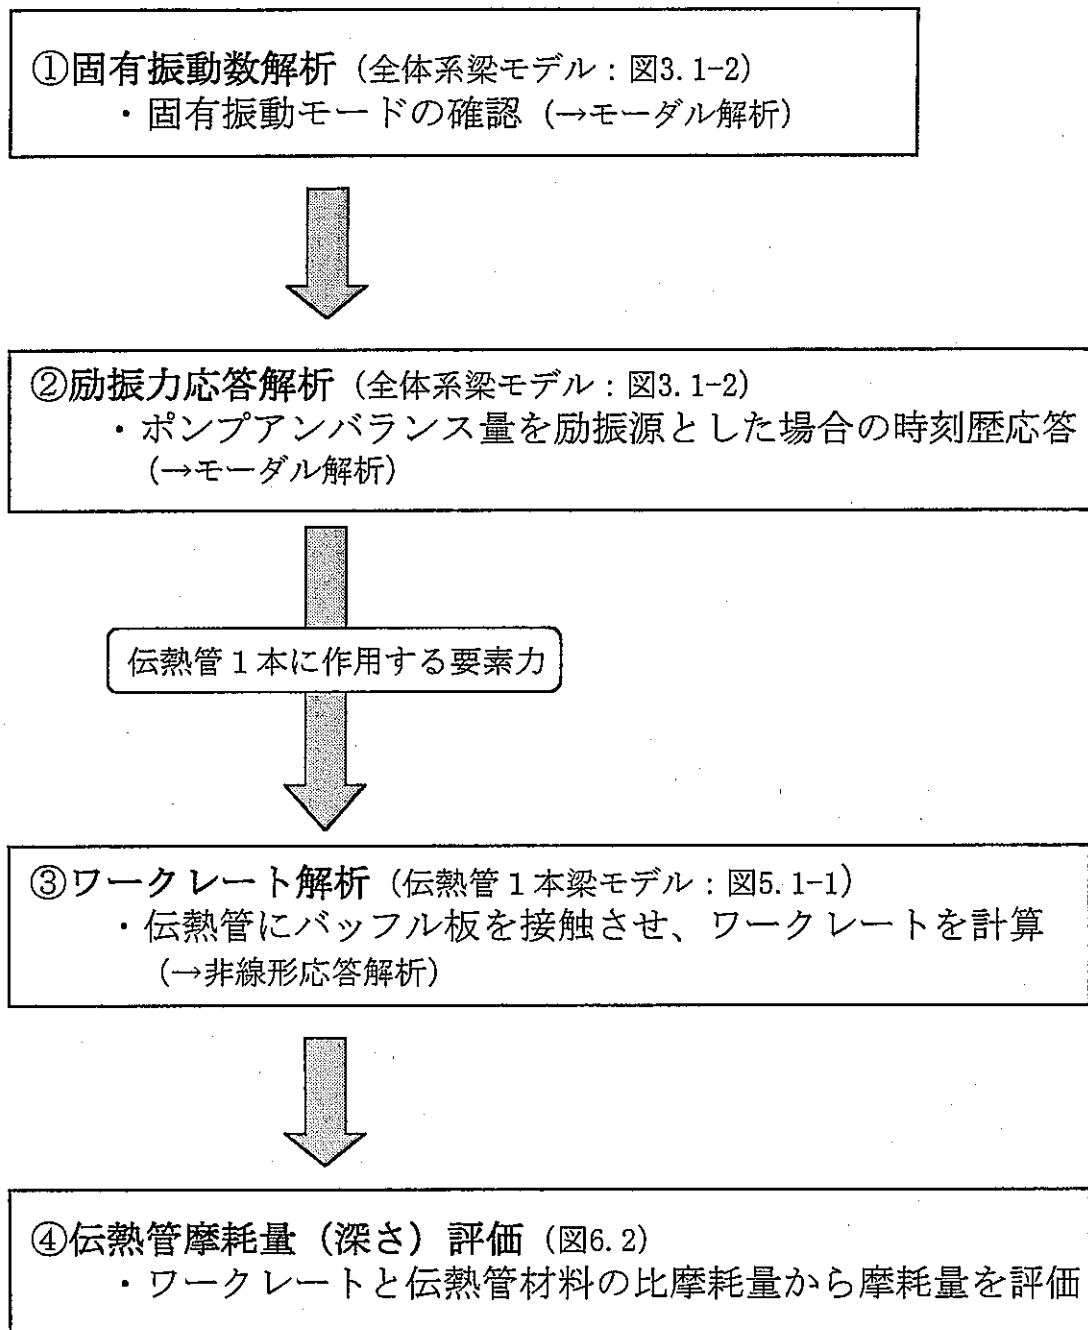 ①固有振動数解析（全体系梁モデル：図3.1-2）
・固有振動モードの確認（→モーダル解析）
②励振力応答解析（全体系梁モデル：図3.1-2）
・ポンプアンバランス量を励振源とした場合の時刻歴応答
（→モーダル解析）
伝熱管１本に作用する要素力
③ワークレート解析（伝熱管１本梁モデル：図5.1-1）
・伝熱管にバッフル板を接触させ、ワークレートを計算
（→非線形応答解析）
④伝熱管摩耗量（深さ）評価（図6.2）
・ワークレートと伝熱管材料の比摩耗量から摩耗量を評価